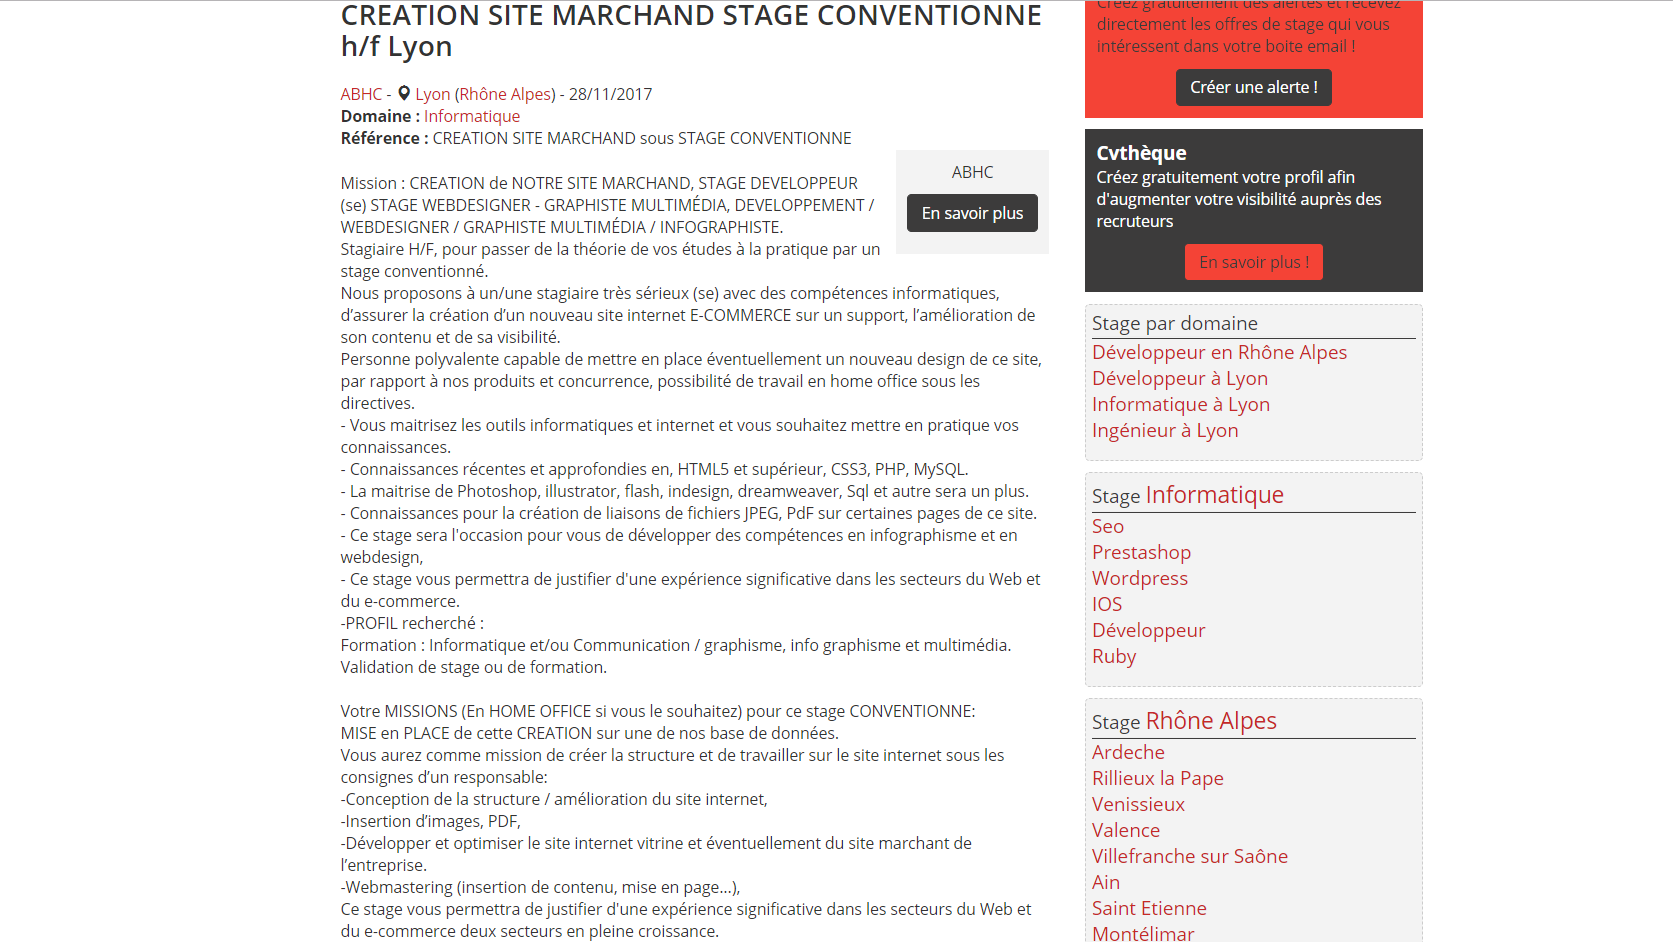 CREATION SITE MARCHAND STAGE CONVENTIONNE
h/f Lyon
ABHC - Lyon (Rhône Alpes) - 28/11/2017
Domaine : Informatique
Référence : CREATION SITE MARCHAND sous STAGE CONVENTIONNE
ABHC
En savoir plus
Mission : CREATION de NOTRE SITE MARCHAND, STAGE DEVELOPPEUR
(se) STAGE WEBDESIGNER - GRAPHISTE MULTIMÉDIA, DEVELOPPEMENT /
WEBDESIGNER / GRAPHISTE MULTIMÉDIA / INFOGRAPHISTE.
Stagiaire H/F, pour passer de la théorie de vos études à la pratique par un
stage conventionné.
Nous proposons à un/une stagiaire très sérieux (se) avec des compétences informatiques,
d’assurer la création d’un nouveau site internet E-COMMERCE sur un support, l’amélioration de
son contenu et de sa visibilité.
Personne polyvalente capable de mettre en place éventuellement un nouveau design de ce site,
par rapport à nos produits et concurrence, possibilité de travail en home office sous les
directives.
- Vous maitrisez les outils informatiques et internet et vous souhaitez mettre en pratique vos
connaissances.
- Connaissances récentes et approfondies en, HTML5 et supérieur, CSS3, PHP, MySQL.
- La maitrise de Photoshop, illustrator, flash, indesign, dreamweaver, Sql et autre sera un plus.
- Connaissances pour la création de liaisons de fichiers JPEG, PdF sur certaines pages de ce site.
- Ce stage sera l'occasion pour vous de développer des compétences en infographisme et en
webdesign,
- Ce stage vous permettra de justifier d'une expérience significative dans les secteurs du Web et
du e-commerce.
-PROFIL recherché :
Formation : Informatique et/ou Communication / graphisme, info graphisme et multimédia.
Validation de stage ou de formation.
Votre MISSIONS (En HOME OFFICE si vous le souhaitez) pour ce stage CONVENTIONNE:
MISE en PLACE de cette CREATION sur une de nos base de données.
Vous aurez comme mission de créer la structure et de travailler sur le site internet sous les
consignes d’un responsable:
-Conception de la structure / amélioration du site internet,
-Insertion d’images, PDF,
-Développer et optimiser le site internet vitrine et éventuellement du site marchant de
l’entreprise.
-Webmastering (insertion de contenu, mise en page...),
Ce stage vous permettra de justifier d'une expérience significative dans les secteurs du Web et
du e-commerce deux secteurs en pleine croissance.
Créez gratuitement des alertes et recevez
directement les offres de stage qui vous
intéressent dans votre boite email !
Créer une alerte !
Cvthèque
Créez gratuitement votre profil afin
d'augmenter votre visibilité auprès des
recruteurs
En savoir plus !
Stage par domaine
Développeur en Rhône Alpes
Développeur à Lyon
Informatique à Lyon
Ingénieur à Lyon
Stage Informatique
Seo
Prestashop
Wordpress
IOS
Développeur
Ruby
Stage Rhône Alpes
Ardeche
Rillieux la Pape
Venissieux
Valence
Villefranche sur Saône
Ain
Saint Etienne
Montélimar